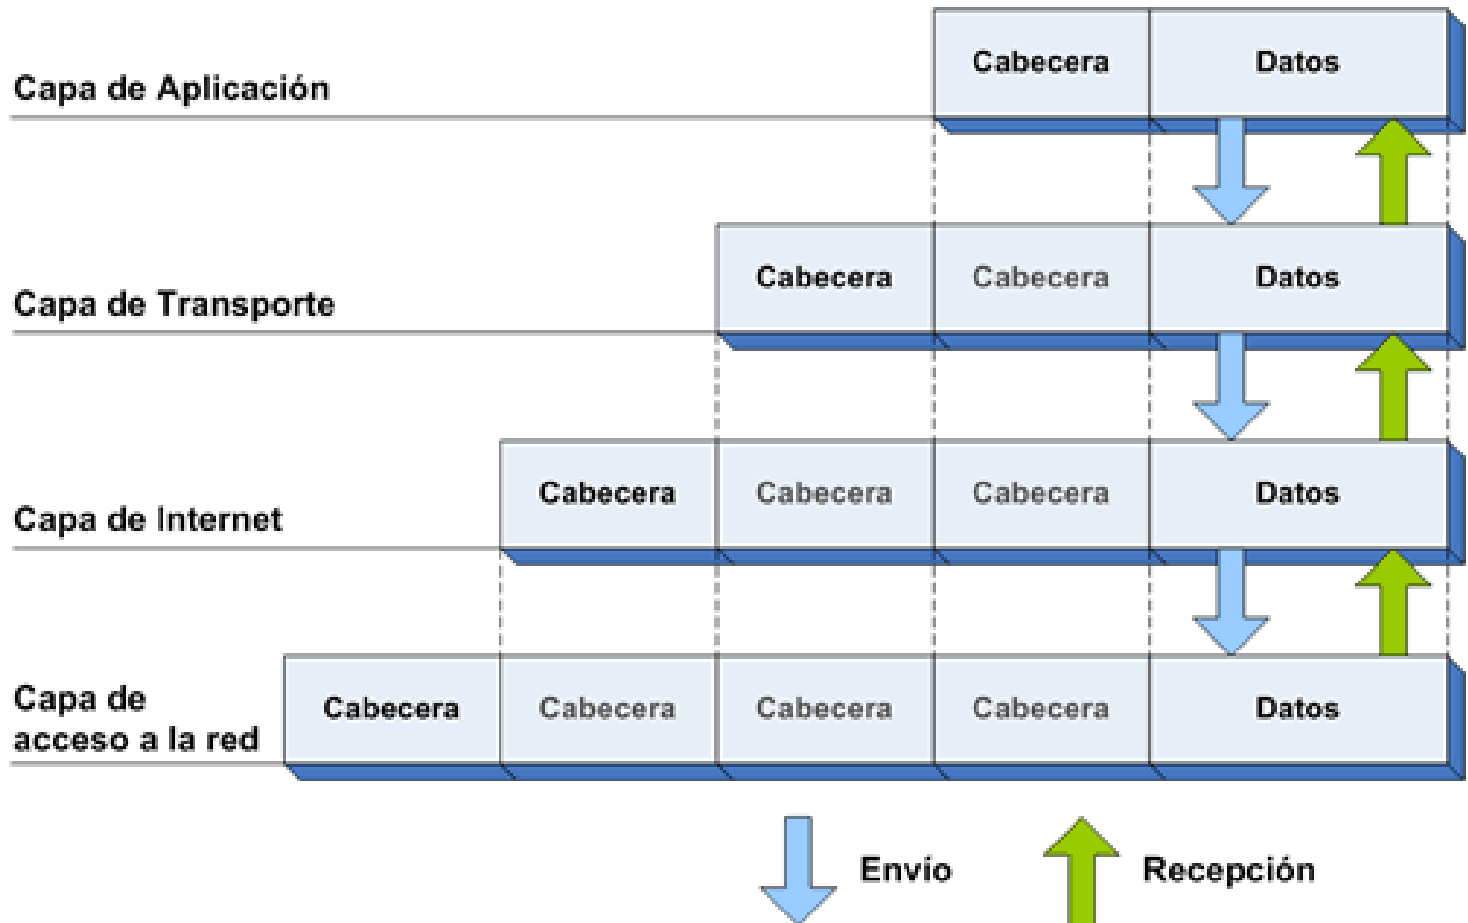 Cabecera Datos
Capa de Aplicación
Cabecera Cabecera Datos
Capa de Transporte
Cabecera Cabecera Cabecera Datos
Capa de Internet
Capa de
acceso a la red
Cabecera Cabecera Cabecera Cabecera Datos
Envío Recepción